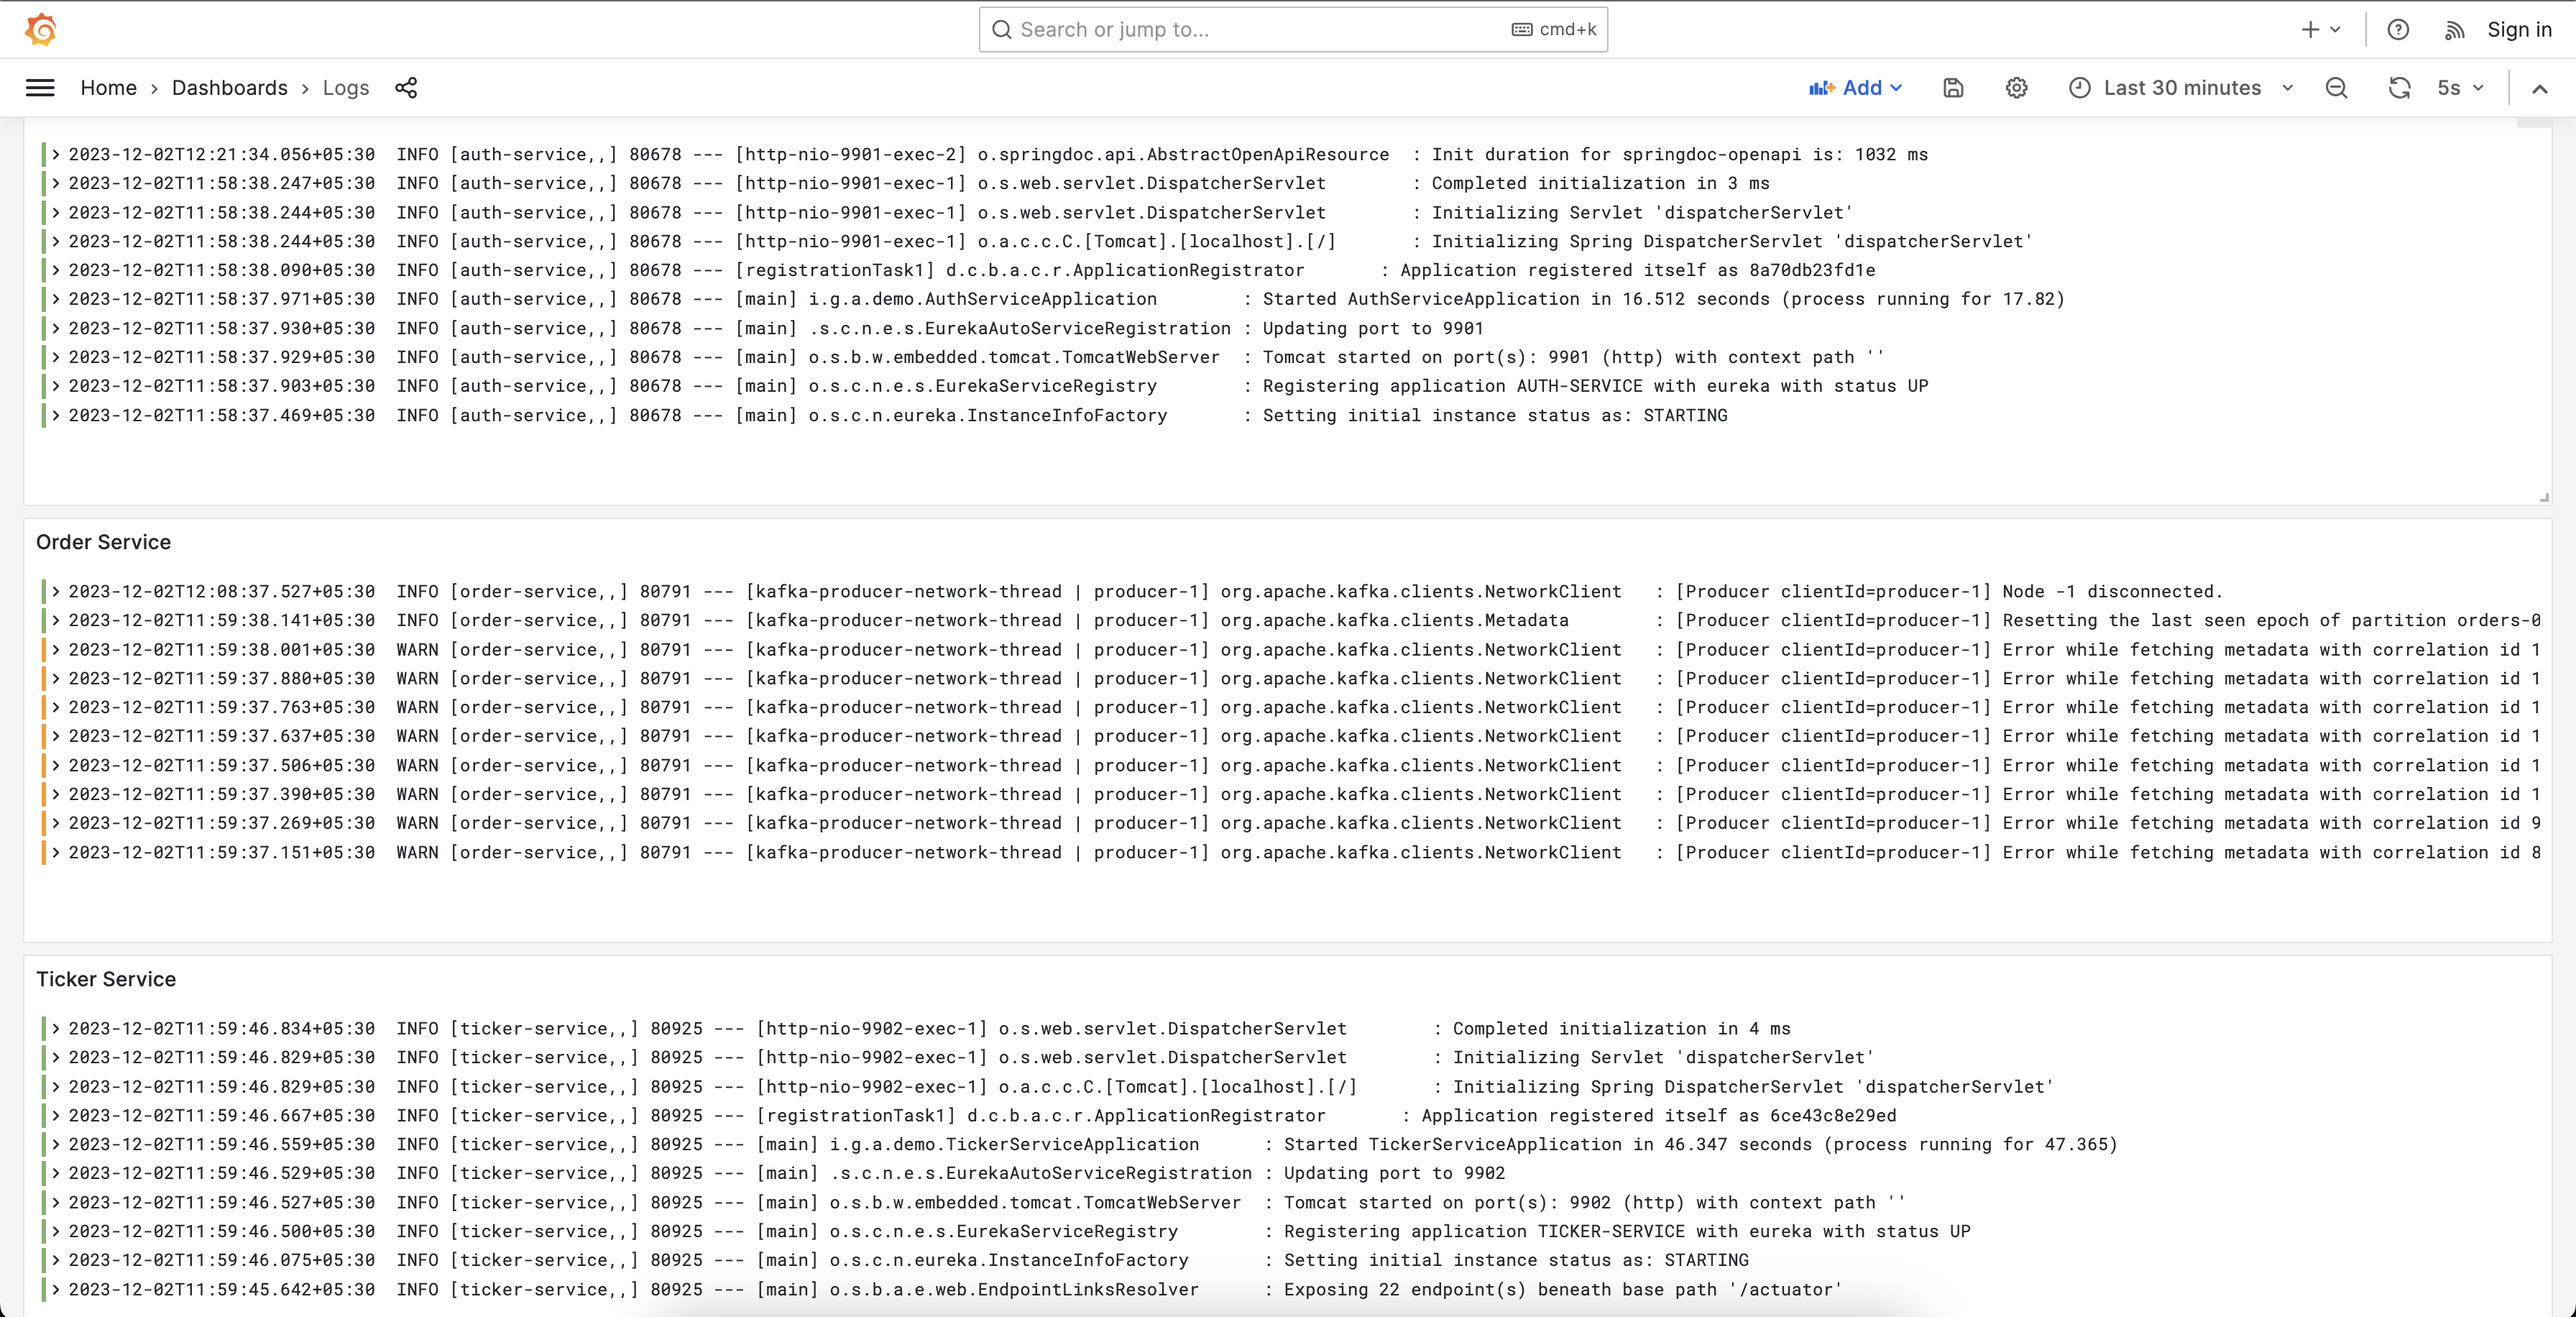 Search or jump to... cmd+k Sign in
Home › Dashboards › Logs Add Last 30 minutes 5s
2023-12-02T12:21:34.056+05:30 INFO [auth-service,,] 80678 --- [http-nio-9901-exec-2] o.springdoc.api.AbstractOpenApiResource : Init duration for springdoc-openapi is: 1032 ms
2023-12-02T11:58:38.247+05:30 INFO [auth-service,,] 80678 --- [http-nio-9901-exec-1] o.s.web.servlet.DispatcherServlet : Completed initialization in 3 ms
2023-12-02T11:58:38.244+05:30 INFO [auth-service,,] 80678 --- [http-nio-9901-exec-1] o.s.web.servlet.DispatcherServlet : Initializing Servlet 'dispatcherServlet'
2023-12-02T11:58:38.244+05:30 INFO [auth-service,,] 80678 --- [http-nio-9901-exec-1] o.a.c.c.C.[Tomcat].[localhost].[/] : Initializing Spring DispatcherServlet 'dispatcherServlet'
2023-12-02T11:58:38.090+05:30 INFO [auth-service,,] 80678 --- [registrationTask1] d.c.b.a.c.r.ApplicationRegistrator : Application registered itself as 8a70db23fd1e
2023-12-02T11:58:37.971+05:30 INFO [auth-service,,] 80678 --- [main] i.g.a.demo.AuthServiceApplication : Started AuthServiceApplication in 16.512 seconds (process running for 17.82)
2023-12-02T11:58:37.930+05:30 INFO [auth-service,,] 80678 --- [main] .s.c.n.e.s.EurekaAutoServiceRegistration : Updating port to 9901
2023-12-02T11:58:37.929+05:30 INFO [auth-service,,] 80678 --- [main] o.s.b.w.embedded.tomcat.TomcatWebServer : Tomcat started on port(s): 9901 (http) with context path ''
2023-12-02T11:58:37.903+05:30 INFO [auth-service,,] 80678 --- [main] o.s.c.n.e.s.EurekaServiceRegistry : Registering application AUTH-SERVICE with eureka with status UP
2023-12-02T11:58:37.469+05:30 INFO [auth-service,,] 80678 --- [main] o.s.c.n.eureka.InstanceInfoFactory : Setting initial instance status as: STARTING
Order Service
2023-12-02T12:08:37.527+05:30 INFO [order-service,,] 80791 --- [kafka-producer-network-thread | producer-1] org.apache.kafka.clients.NetworkClient : [Producer clientId=producer-1] Node -1 disconnected.
2023-12-02T11:59:38.141+05:30 INFO [order-service,,] 80791 --- [kafka-producer-network-thread | producer-1] org.apache.kafka.clients.Metadata : [Producer clientId=producer-1] Resetting the last seen epoch of partition orders-0
2023-12-02T11:59:38.001+05:30 WARN [order-service,,] 80791 --- [kafka-producer-network-thread | producer-1] org.apache.kafka.clients.NetworkClient : [Producer clientId=producer-1] Error while fetching metadata with correlation id 1
2023-12-02T11:59:37.880+05:30 WARN [order-service,,] 80791 --- [kafka-producer-network-thread | producer-1] org.apache.kafka.clients.NetworkClient : [Producer clientId=producer-1] Error while fetching metadata with correlation id 1
2023-12-02T11:59:37.763+05:30 WARN [order-service,,] 80791 --- [kafka-producer-network-thread | producer-1] org.apache.kafka.clients.NetworkClient : [Producer clientId=producer-1] Error while fetching metadata with correlation id 1
2023-12-02T11:59:37.637+05:30 WARN [order-service,,] 80791 --- [kafka-producer-network-thread | producer-1] org.apache.kafka.clients.NetworkClient : [Producer clientId=producer-1] Error while fetching metadata with correlation id 1
2023-12-02T11:59:37.506+05:30 WARN [order-service,,] 80791 --- [kafka-producer-network-thread | producer-1] org.apache.kafka.clients.NetworkClient : [Producer clientId=producer-1] Error while fetching metadata with correlation id 1
2023-12-02T11:59:37.390+05:30 WARN [order-service,,] 80791 --- [kafka-producer-network-thread | producer-1] org.apache.kafka.clients.NetworkClient : [Producer clientId=producer-1] Error while fetching metadata with correlation id 1
2023-12-02T11:59:37.269+05:30 WARN [order-service,,] 80791 --- [kafka-producer-network-thread | producer-1] org.apache.kafka.clients.NetworkClient : [Producer clientId=producer-1] Error while fetching metadata with correlation id 9
2023-12-02T11:59:37.151+05:30 WARN [order-service,,] 80791 --- [kafka-producer-network-thread | producer-1] org.apache.kafka.clients.NetworkClient : [Producer clientId=producer-1] Error while fetching metadata with correlation id 8
Ticker Service
2023-12-02T11:59:46.834+05:30 INFO [ticker-service,,] 80925 --- [http-nio-9902-exec-1] o.s.web.servlet.DispatcherServlet : Completed initialization in 4 ms
2023-12-02T11:59:46.829+05:30 INFO [ticker-service,,] 80925 --- [http-nio-9902-exec-1] o.s.web.servlet.DispatcherServlet : Initializing Servlet 'dispatcherServlet'
2023-12-02T11:59:46.829+05:30 INFO [ticker-service,,] 80925 --- [http-nio-9902-exec-1] o.a.c.c.C.[Tomcat].[localhost].[/] : Initializing Spring DispatcherServlet 'dispatcherServlet'
2023-12-02T11:59:46.667+05:30 INFO [ticker-service,,] 80925 --- [registrationTask1] d.c.b.a.c.r.ApplicationRegistrator : Application registered itself as 6ce43c8e29ed
2023-12-02T11:59:46.559+05:30 INFO [ticker-service,,] 80925 --- [main] i.g.a.demo.TickerServiceApplication : Started TickerServiceApplication in 46.347 seconds (process running for 47.365)
2023-12-02T11:59:46.529+05:30 INFO [ticker-service,,] 80925 --- [main] .s.c.n.e.s.EurekaAutoServiceRegistration : Updating port to 9902
2023-12-02T11:59:46.527+05:30 INFO [ticker-service,,] 80925 --- [main] o.s.b.w.embedded.tomcat.TomcatWebServer : Tomcat started on port(s): 9902 (http) with context path ''
2023-12-02T11:59:46.500+05:30 INFO [ticker-service,,] 80925 --- [main] o.s.c.n.e.s.EurekaServiceRegistry : Registering application TICKER-SERVICE with eureka with status UP
2023-12-02T11:59:46.075+05:30 INFO [ticker-service,,] 80925 --- [main] o.s.c.n.eureka.InstanceInfoFactory : Setting initial instance status as: STARTING
2023-12-02T11:59:45.642+05:30 INFO [ticker-service,,] 80925 --- [main] o.s.b.a.e.web.EndpointLinksResolver : Exposing 22 endpoint(s) beneath base path '/actuator'